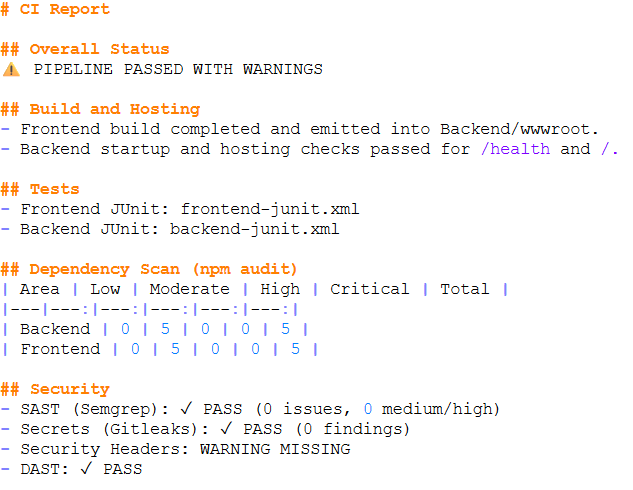 # CI Report
## Overall Status
⚠️ PIPELINE PASSED WITH WARNINGS
## Build and Hosting
- Frontend build completed and emitted into Backend/wwwroot.
- Backend startup and hosting checks passed for /health and /.
## Tests
- Frontend JUnit: frontend-junit.xml
- Backend JUnit: backend-junit.xml
## Dependency Scan (npm audit)
| Area | Low | Moderate | High | Critical | Total |
|---|---:|---:|---:|---:|---:|
| Backend | 0 | 5 | 0 | 0 | 5 |
| Frontend | 0 | 5 | 0 | 0 | 5 |
## Security
- SAST (Semgrep): ✓ PASS (0 issues, 0 medium/high)
- Secrets (Gitleaks): ✓ PASS (0 findings)
- Security Headers: WARNING MISSING
- DAST: ✓ PASS